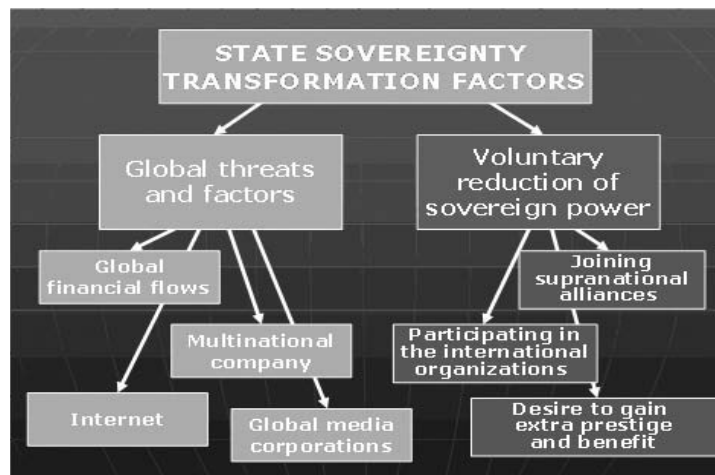 STATE SOVEREIGNTY
TRANSFORMATION FACTORS
Global threats
and factors
Voluntary
reduction of
sovereign power
Global
financial flows
Joining
supranational
alliances
Multinational
company
Participating in
the international
organizations
Internet
Global media
corporations
Desire to gain
extra prestige
and benefit